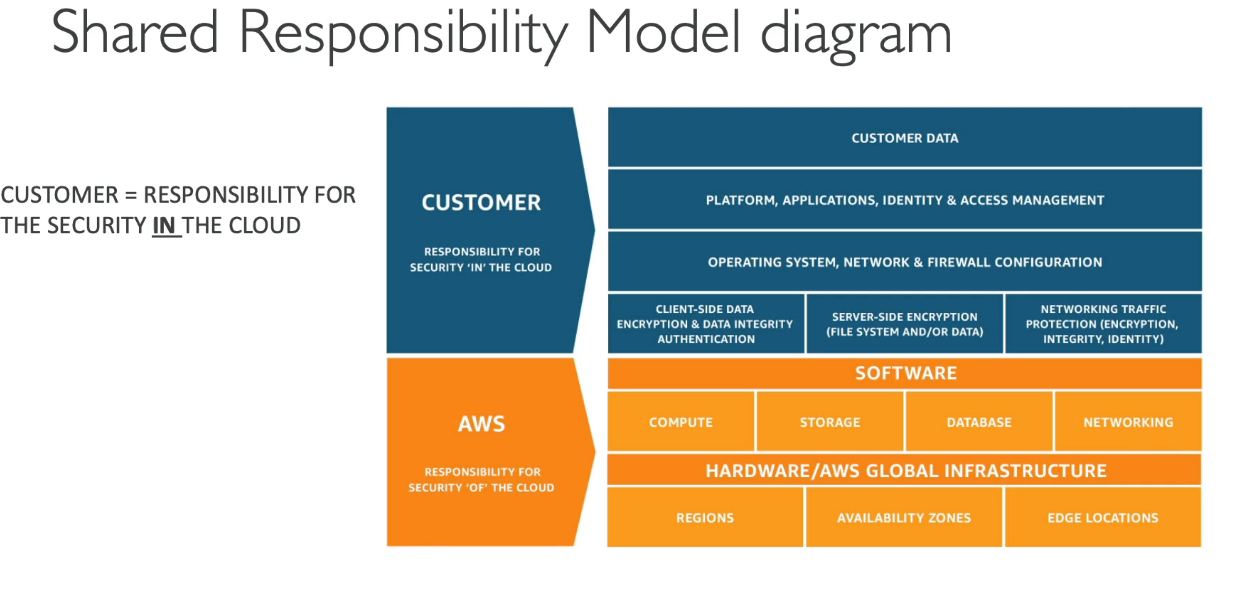 Shared Responsibility Model diagram
CUSTOMER = RESPONSIBILITY FOR
THE SECURITY IN THE CLOUD
CUSTOMER
RESPONSIBILITY FOR
SECURITY ‘IN’ THE CLOUD
CUSTOMER DATA
PLATFORM, APPLICATIONS, IDENTITY & ACCESS MANAGEMENT
OPERATING SYSTEM, NETWORK & FIREWALL CONFIGURATION
CLIENT-SIDE DATA
ENCRYPTION & DATA INTEGRITY
AUTHENTICATION
SERVER-SIDE ENCRYPTION
(FILE SYSTEM AND/OR DATA)
NETWORKING TRAFFIC
PROTECTION (ENCRYPTION,
INTEGRITY, IDENTITY)
AWS
RESPONSIBILITY FOR
SECURITY ‘OF’ THE CLOUD
SOFTWARE
COMPUTE
STORAGE
DATABASE
NETWORKING
HARDWARE/AWS GLOBAL INFRASTRUCTURE
REGIONS
AVAILABILITY ZONES
EDGE LOCATIONS